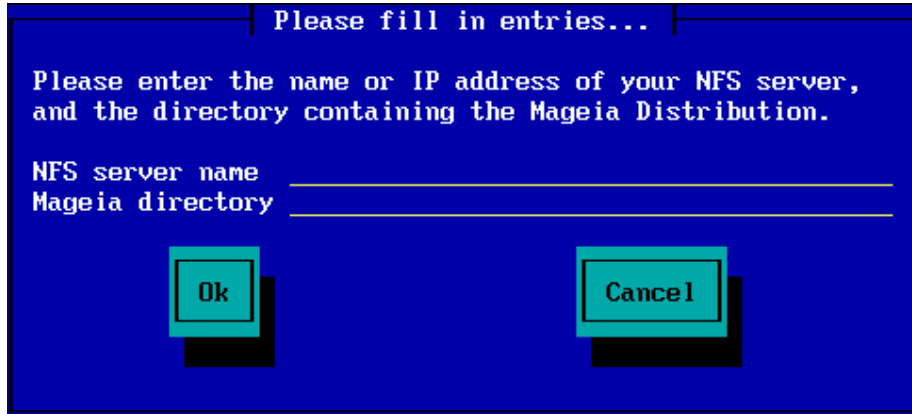 Please fill in entries...
Please enter the name or IP address of your NFS server,
and the directory containing the Mageia Distribution.
NFS server name
Mageia directory
Ok
Cancel